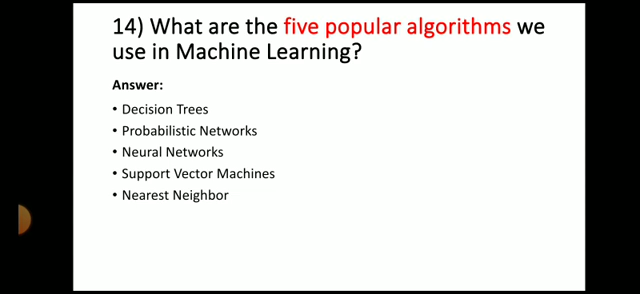 14) What are the five popular algorithms we
use in Machine Learning?
Answer:
• Decision Trees
• Probabilistic Networks
• Neural Networks
• Support Vector Machines
• Nearest Neighbor